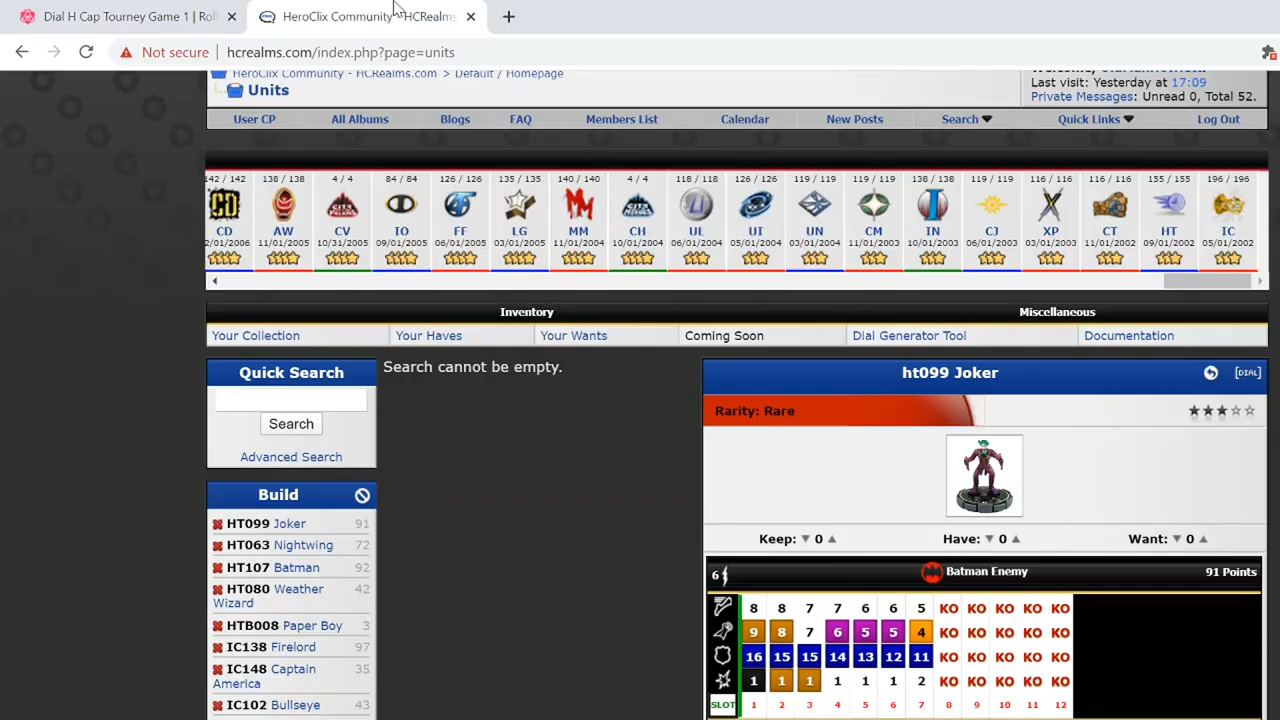 Dial H Cap Tourney Game 1 | Roll
HeroClix Community - HCRealms
Not secure hcrealms.com/index.php?page=units
HeroClix Community - HCRealms.com > Default / Homepage
Units
Last visit: Yesterday at 17:09
Private Messages: Unread 0, Total 52.
User CP All Albums Blogs FAQ Members List Calendar New Posts Search Quick Links Log Out
142 / 142 138 / 138 4 / 4 84 / 84 126 / 126 135 / 135 140 / 140 4 / 4 118 / 118 126 / 126 119 / 119 119 / 119 138 / 138 119 / 119 116 / 116 116 / 116 155 / 155 196 / 196
CD AW CV IO FF LG MM CH UL UI UN CM IN CJ XP CT HT IC
2/01/2006 11/01/2005 10/31/2005 09/01/2005 06/01/2005 03/01/2005 11/01/2004 10/01/2004 06/01/2004 05/01/2004 03/01/2004 11/01/2003 10/01/2003 06/01/2003 03/01/2003 11/01/2002 09/01/2002 05/01/2002
Inventory Miscellaneous
Your Collection Your Haves Your Wants Coming Soon Dial Generator Tool Documentation
Quick Search
Search
Advanced Search
Search cannot be empty.
Build
HT099 Joker 91
HT063 Nightwing 72
HT107 Batman 92
HT080 Weather Wizard 42
HTB008 Paper Boy 3
IC138 Firelord 97
IC148 Captain America 35
IC102 Bullseye 43
ht099 Joker [DIAL]
Rarity: Rare ★★★☆☆
Keep: ▼ 0 ▲ Have: ▼ 0 ▲ Want: ▼ 0 ▲
6 Batman Enemy 91 Points
8 8 7 7 6 6 5 KO KO KO KO KO
9 8 7 6 5 5 4 KO KO KO KO KO
16 15 15 14 13 12 11 KO KO KO KO KO
1 1 1 1 1 1 2 KO KO KO KO KO
SLOT 1 2 3 4 5 6 7 8 9 10 11 12